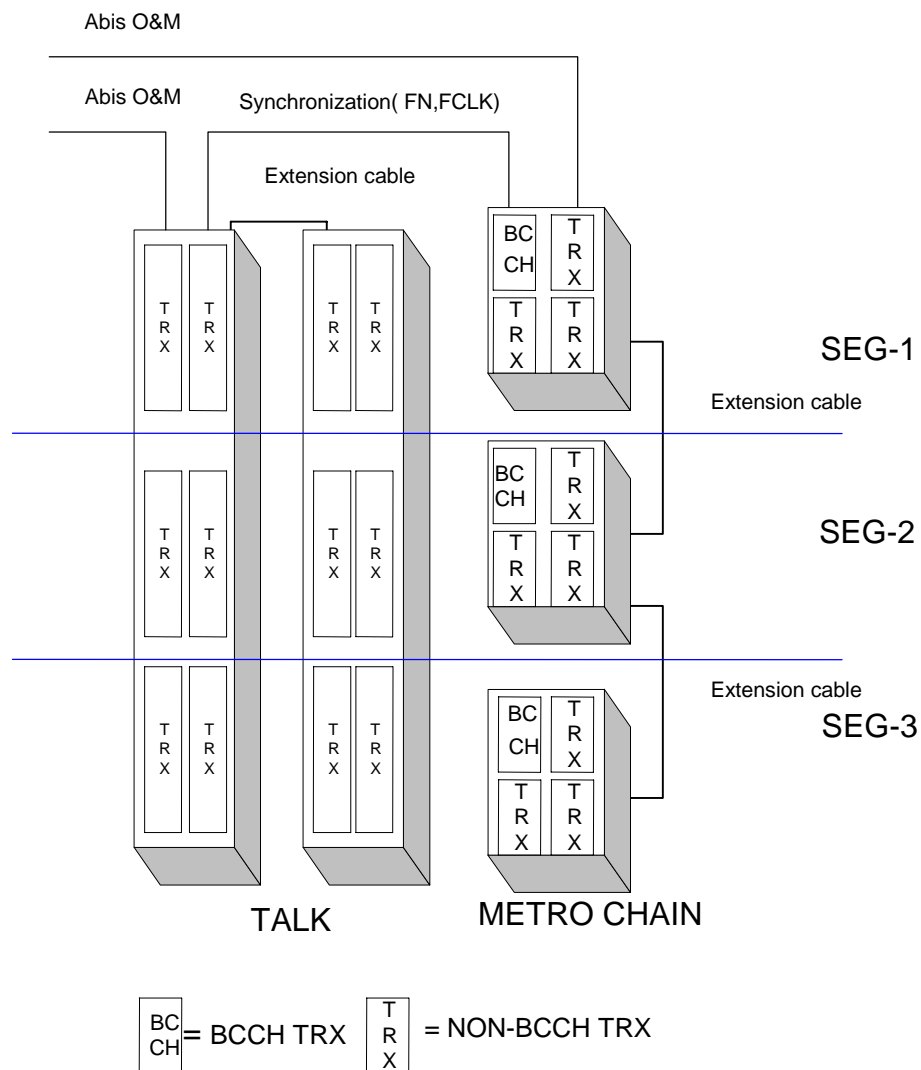 Abis O&M
Abis O&M
Synchronization( FN,FCLK)
Extension cable
BC
CH
T
R
X
T
R
X
T
R
X
T
R
X
T
R
X
T
R
X
T
R
X
SEG-1
Extension cable
BC
CH
T
R
X
T
R
X
T
R
X
T
R
X
T
R
X
T
R
X
T
R
X
SEG-2
Extension cable
BC
CH
T
R
X
T
R
X
T
R
X
T
R
X
T
R
X
T
R
X
T
R
X
SEG-3
TALK
METRO CHAIN
BC
CH
= BCCH TRX
T
R
X
= NON-BCCH TRX